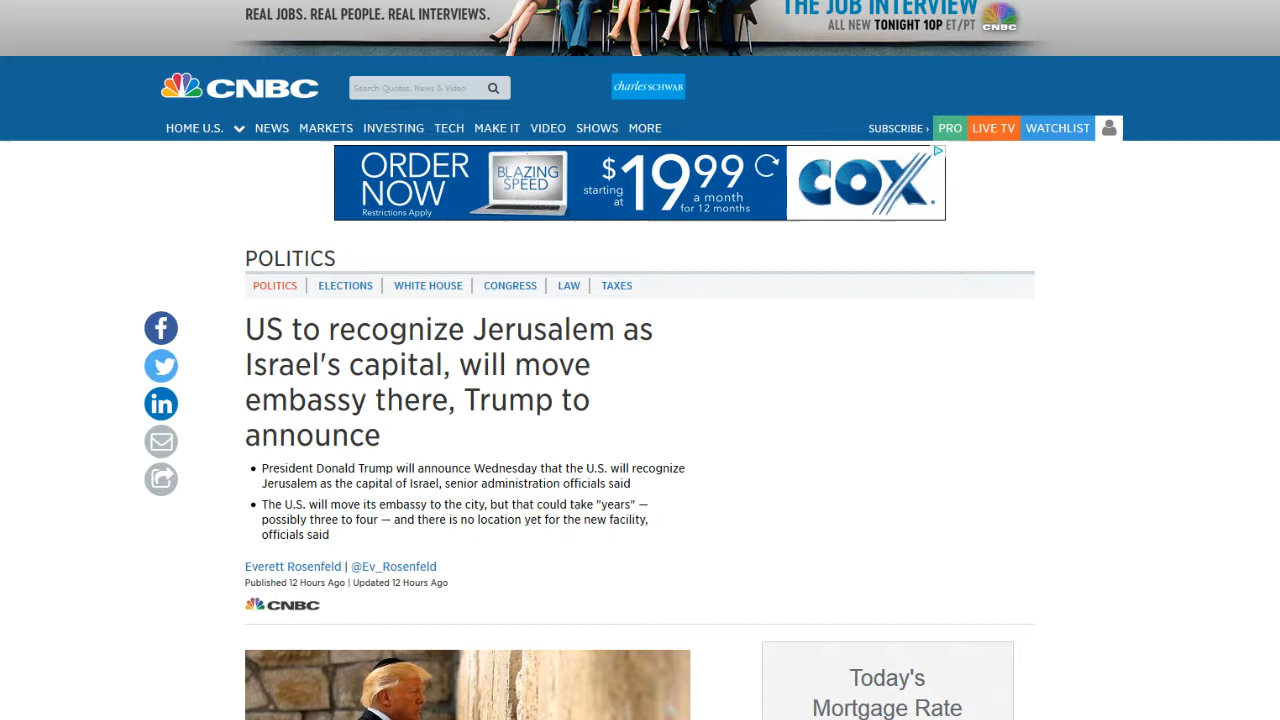 REAL JOBS. REAL PEOPLE. REAL INTERVIEWS.
THE JOB INTERVIEW
ALL NEW TONIGHT 10P ET/PT
CNBC
CNBC
Search Quotes, News & Video
charles SCHWAB
HOME U.S. NEWS MARKETS INVESTING TECH MAKE IT VIDEO SHOWS MORE
SUBSCRIBE › PRO LIVE TV WATCHLIST
ORDER NOW
Restrictions Apply
BLAZING SPEED
starting at
$19.99
a month
for 12 months
COX
POLITICS
POLITICS | ELECTIONS | WHITE HOUSE | CONGRESS | LAW | TAXES
US to recognize Jerusalem as
Israel's capital, will move
embassy there, Trump to
announce
• President Donald Trump will announce Wednesday that the U.S. will recognize
Jerusalem as the capital of Israel, senior administration officials said
• The U.S. will move its embassy to the city, but that could take "years" —
possibly three to four — and there is no location yet for the new facility,
officials said
Everett Rosenfeld | @Ev_Rosenfeld
Published 12 Hours Ago | Updated 12 Hours Ago
CNBC
Today's
Mortgage Rate